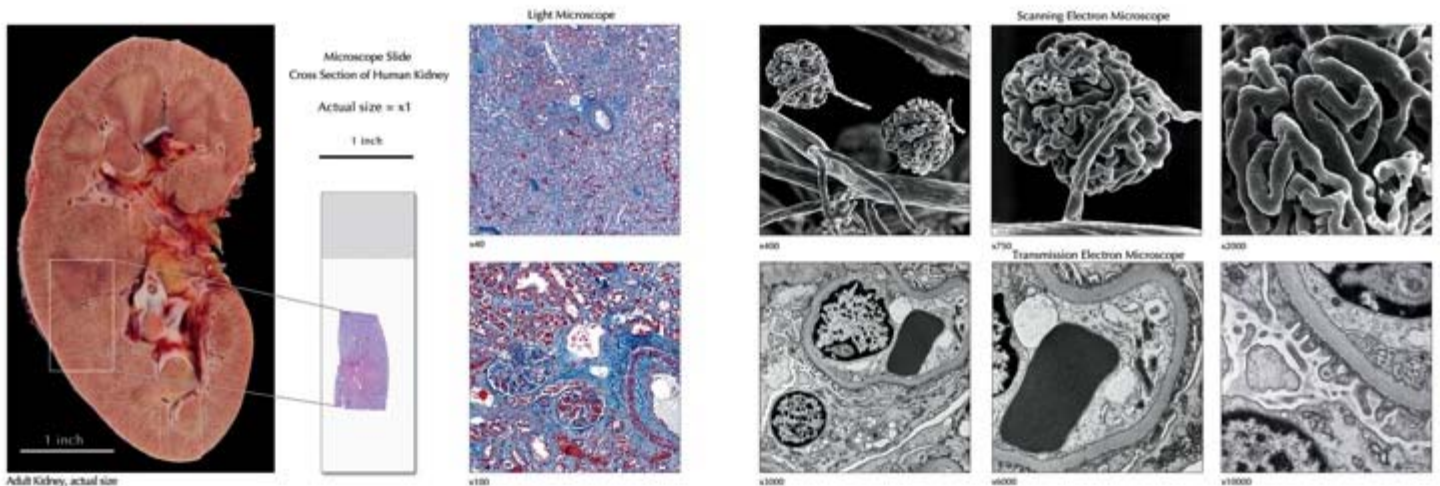 Light Microscope
Scanning Electron Microscope
Microscope Slide
Cross Section of Human Kidney
Actual size = x1
1 inch
x40
x400
x750
x2000
Transmission Electron Microscope
1 inch
Adult Kidney, actual size
x100
x3000
x6000
x10000